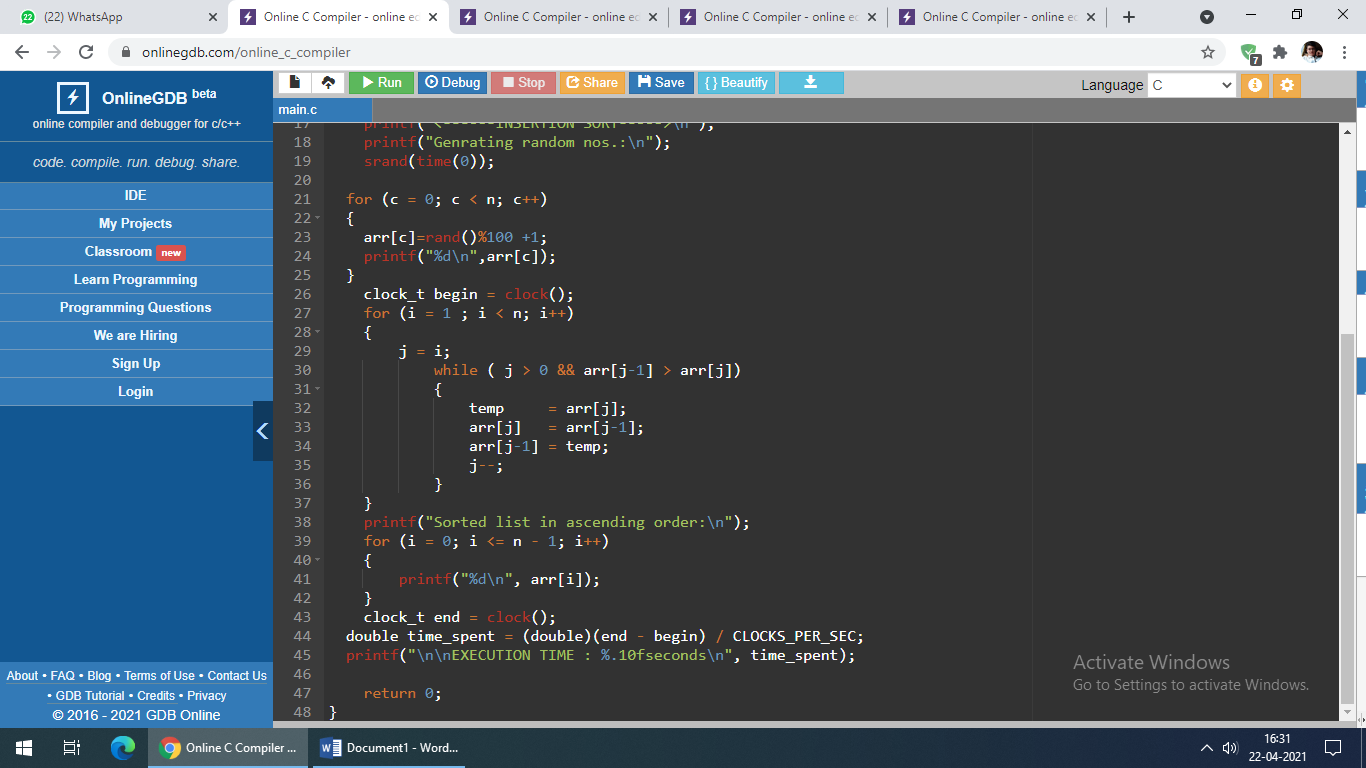 (22) WhatsApp
Online C Compiler - online ec
Online C Compiler - online ec
Online C Compiler - online ec
Online C Compiler - online ec
onlinegdb.com/online_c_compiler
7
OnlineGDB beta
online compiler and debugger for c/c++
code. compile. run. debug. share.
IDE
My Projects
Classroom new
Learn Programming
Programming Questions
We are Hiring
Sign Up
Login
About • FAQ • Blog • Terms of Use • Contact Us
• GDB Tutorial • Credits • Privacy
© 2016 - 2021 GDB Online
Run Debug Stop Share Save { } Beautify
Language C
main.c
17 printf( <------INSERTION SORT----->\n );
18 printf("Genrating random nos.:\n");
19 srand(time(0));
20
21 for (c = 0; c < n; c++)
22 {
23 arr[c]=rand()%100 +1;
24 printf("%d\n",arr[c]);
25 }
26 clock_t begin = clock();
27 for (i = 1 ; i < n; i++)
28 {
29 j = i;
30 while ( j > 0 && arr[j-1] > arr[j])
31 {
32 temp     = arr[j];
33 arr[j]   = arr[j-1];
34 arr[j-1] = temp;
35 j--;
36 }
37 }
38 printf("Sorted list in ascending order:\n");
39 for (i = 0; i <= n - 1; i++)
40 {
41 printf("%d\n", arr[i]);
42 }
43 clock_t end = clock();
44 double time_spent = (double)(end - begin) / CLOCKS_PER_SEC;
45 printf("\n\nEXECUTION TIME : %.10fseconds\n", time_spent);
46
47 return 0;
48 }
Activate Windows
Go to Settings to activate Windows.
Online C Compiler ...
Document1 - Word...
16:31
22-04-2021